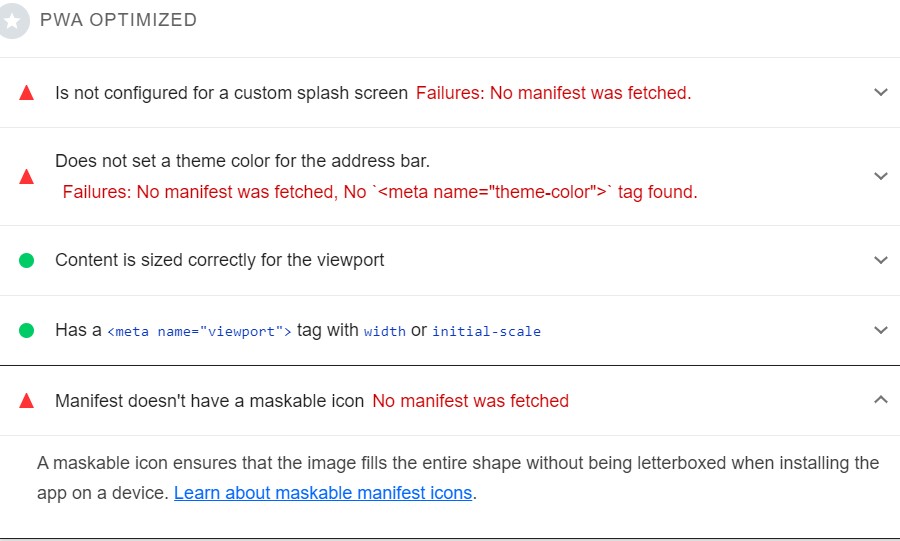 PWA OPTIMIZED
Is not configured for a custom splash screen Failures: No manifest was fetched.
Does not set a theme color for the address bar.
Failures: No manifest was fetched, No `<meta name="theme-color">` tag found.
Content is sized correctly for the viewport
Has a <meta name="viewport"> tag with width or initial-scale
Manifest doesn't have a maskable icon No manifest was fetched
A maskable icon ensures that the image fills the entire shape without being letterboxed when installing the
app on a device. Learn about maskable manifest icons.